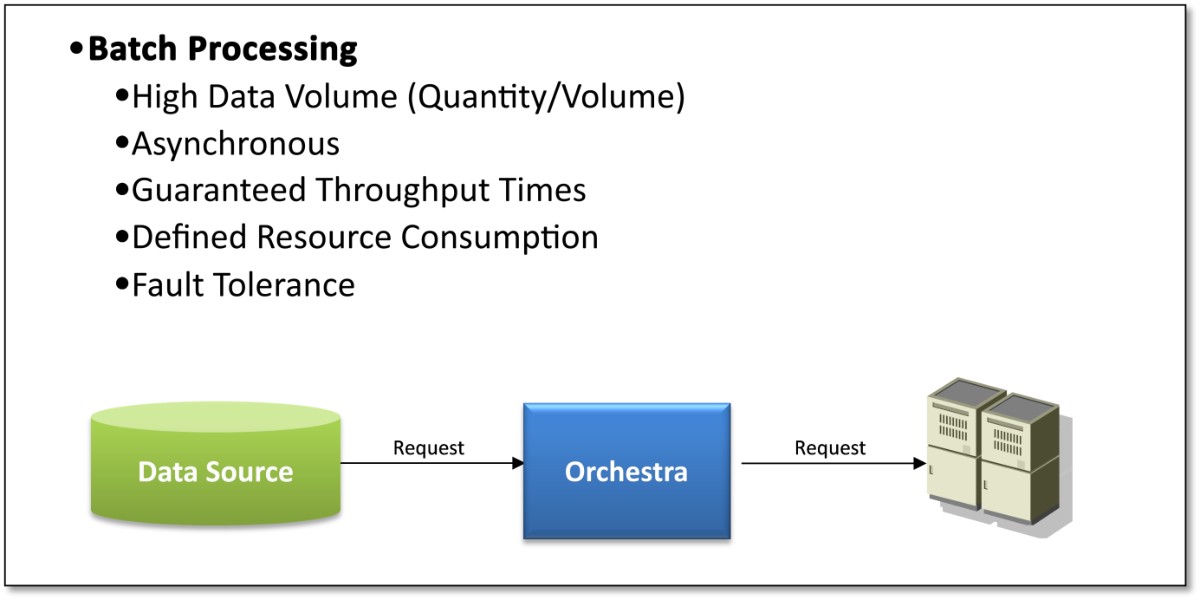 •Batch Processing
•High Data Volume (Quantity/Volume)
•Asynchronous
•Guaranteed Throughput Times
•Defined Resource Consumption
•Fault Tolerance
Data Source
Request
Orchestra
Request